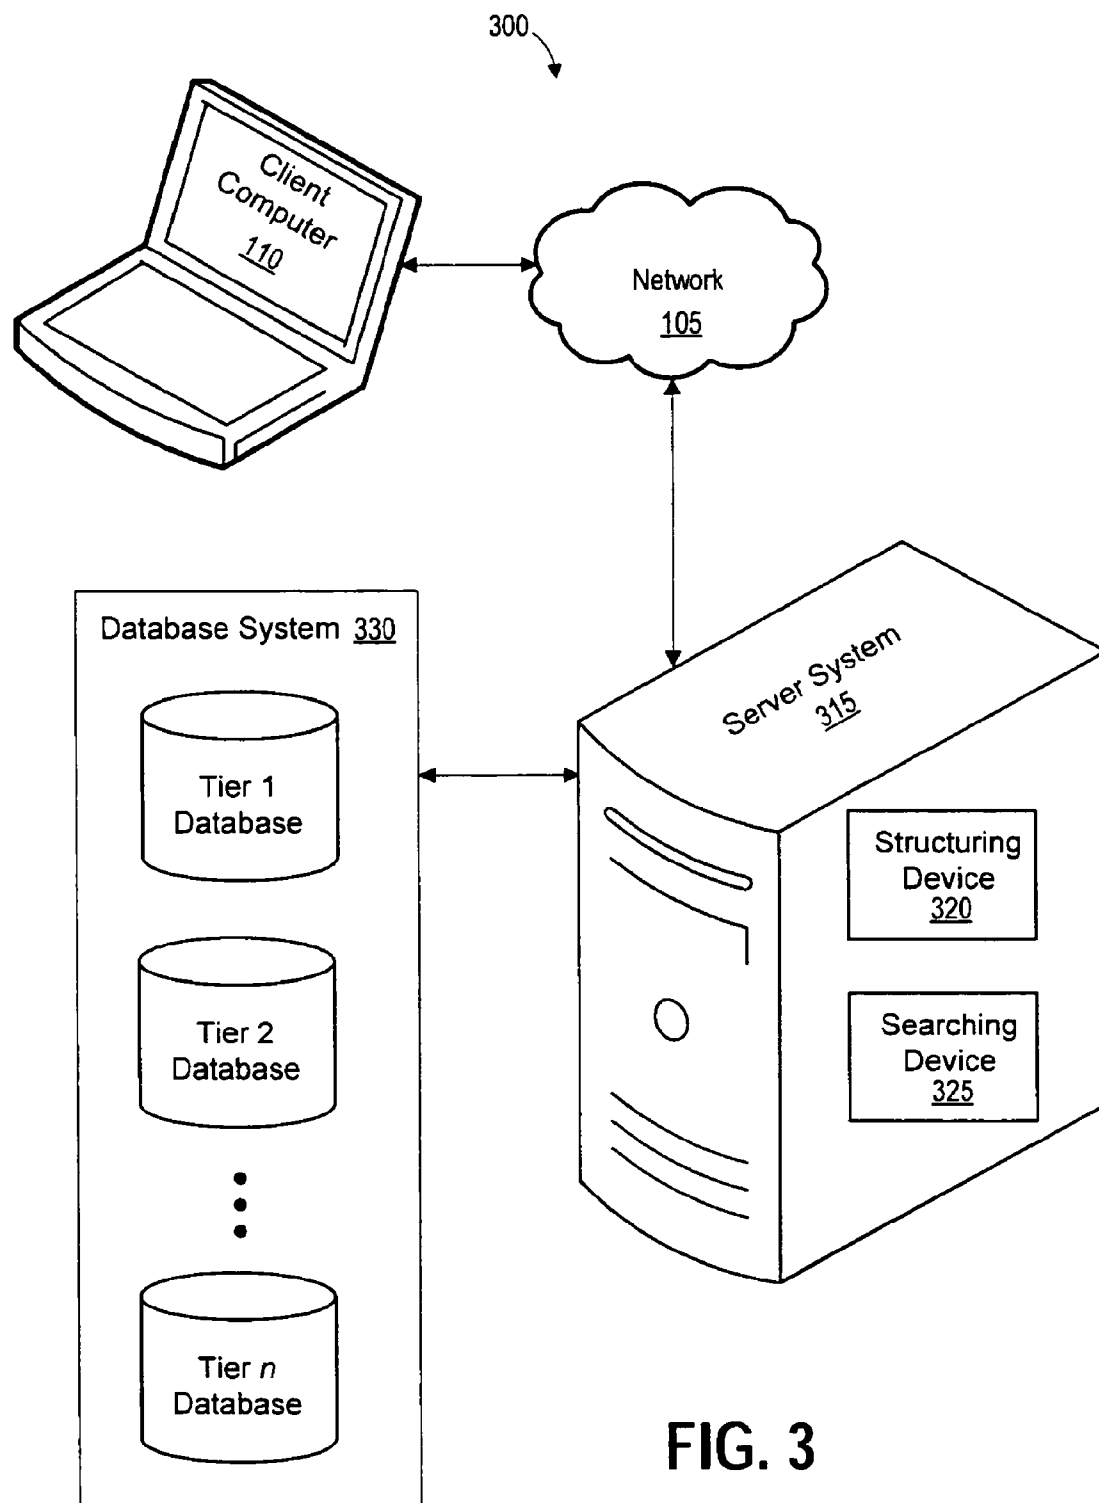 300
Client
Computer
110
Network
105
Database System 330
Tier 1
Database
Tier 2
Database
Tier n
Database
Server System
315
Structuring
Device
320
Searching
Device
325
FIG. 3